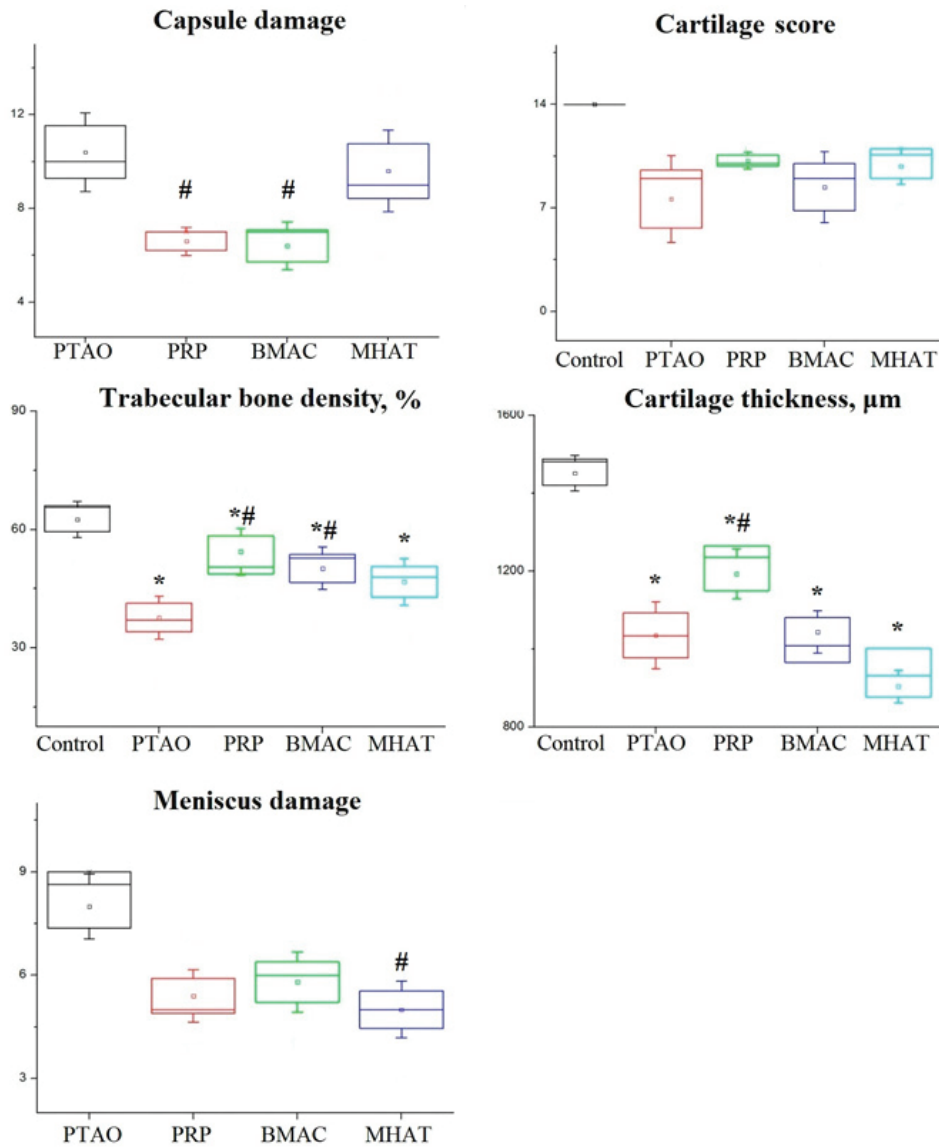 Capsule damage
12
8
4
# #
PTAO PRP BMAC MHAT
Cartilage score
14
7
0
Control PTAO PRP BMAC MHAT
Trabecular bone density, %
90
60
30
* *# *# *
Control PTAO PRP BMAC MHAT
Cartilage thickness, µm
1600
1200
800
* *# * *
Control PTAO PRP BMAC MHAT
Meniscus damage
9
6
3
#
PTAO PRP BMAC MHAT